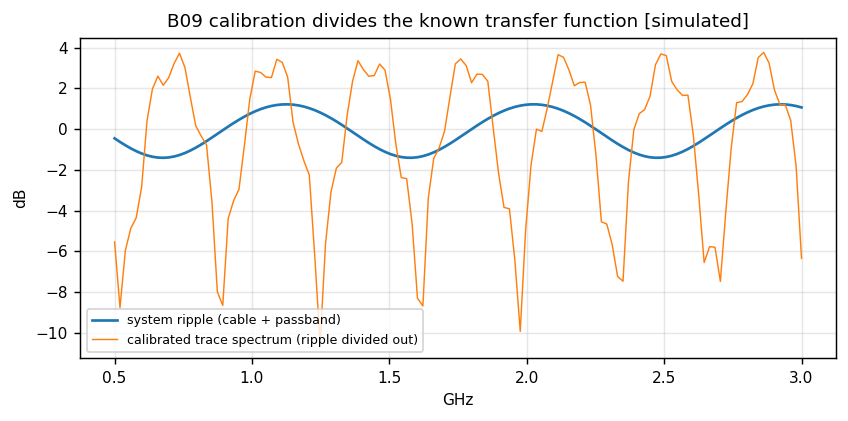 B09 calibration divides the known transfer function [simulated]
4
2
0
−2
−4
−6
−8
−10
dB
system ripple (cable + passband)
calibrated trace spectrum (ripple divided out)
0.5
1.0
1.5
2.0
2.5
3.0
GHz